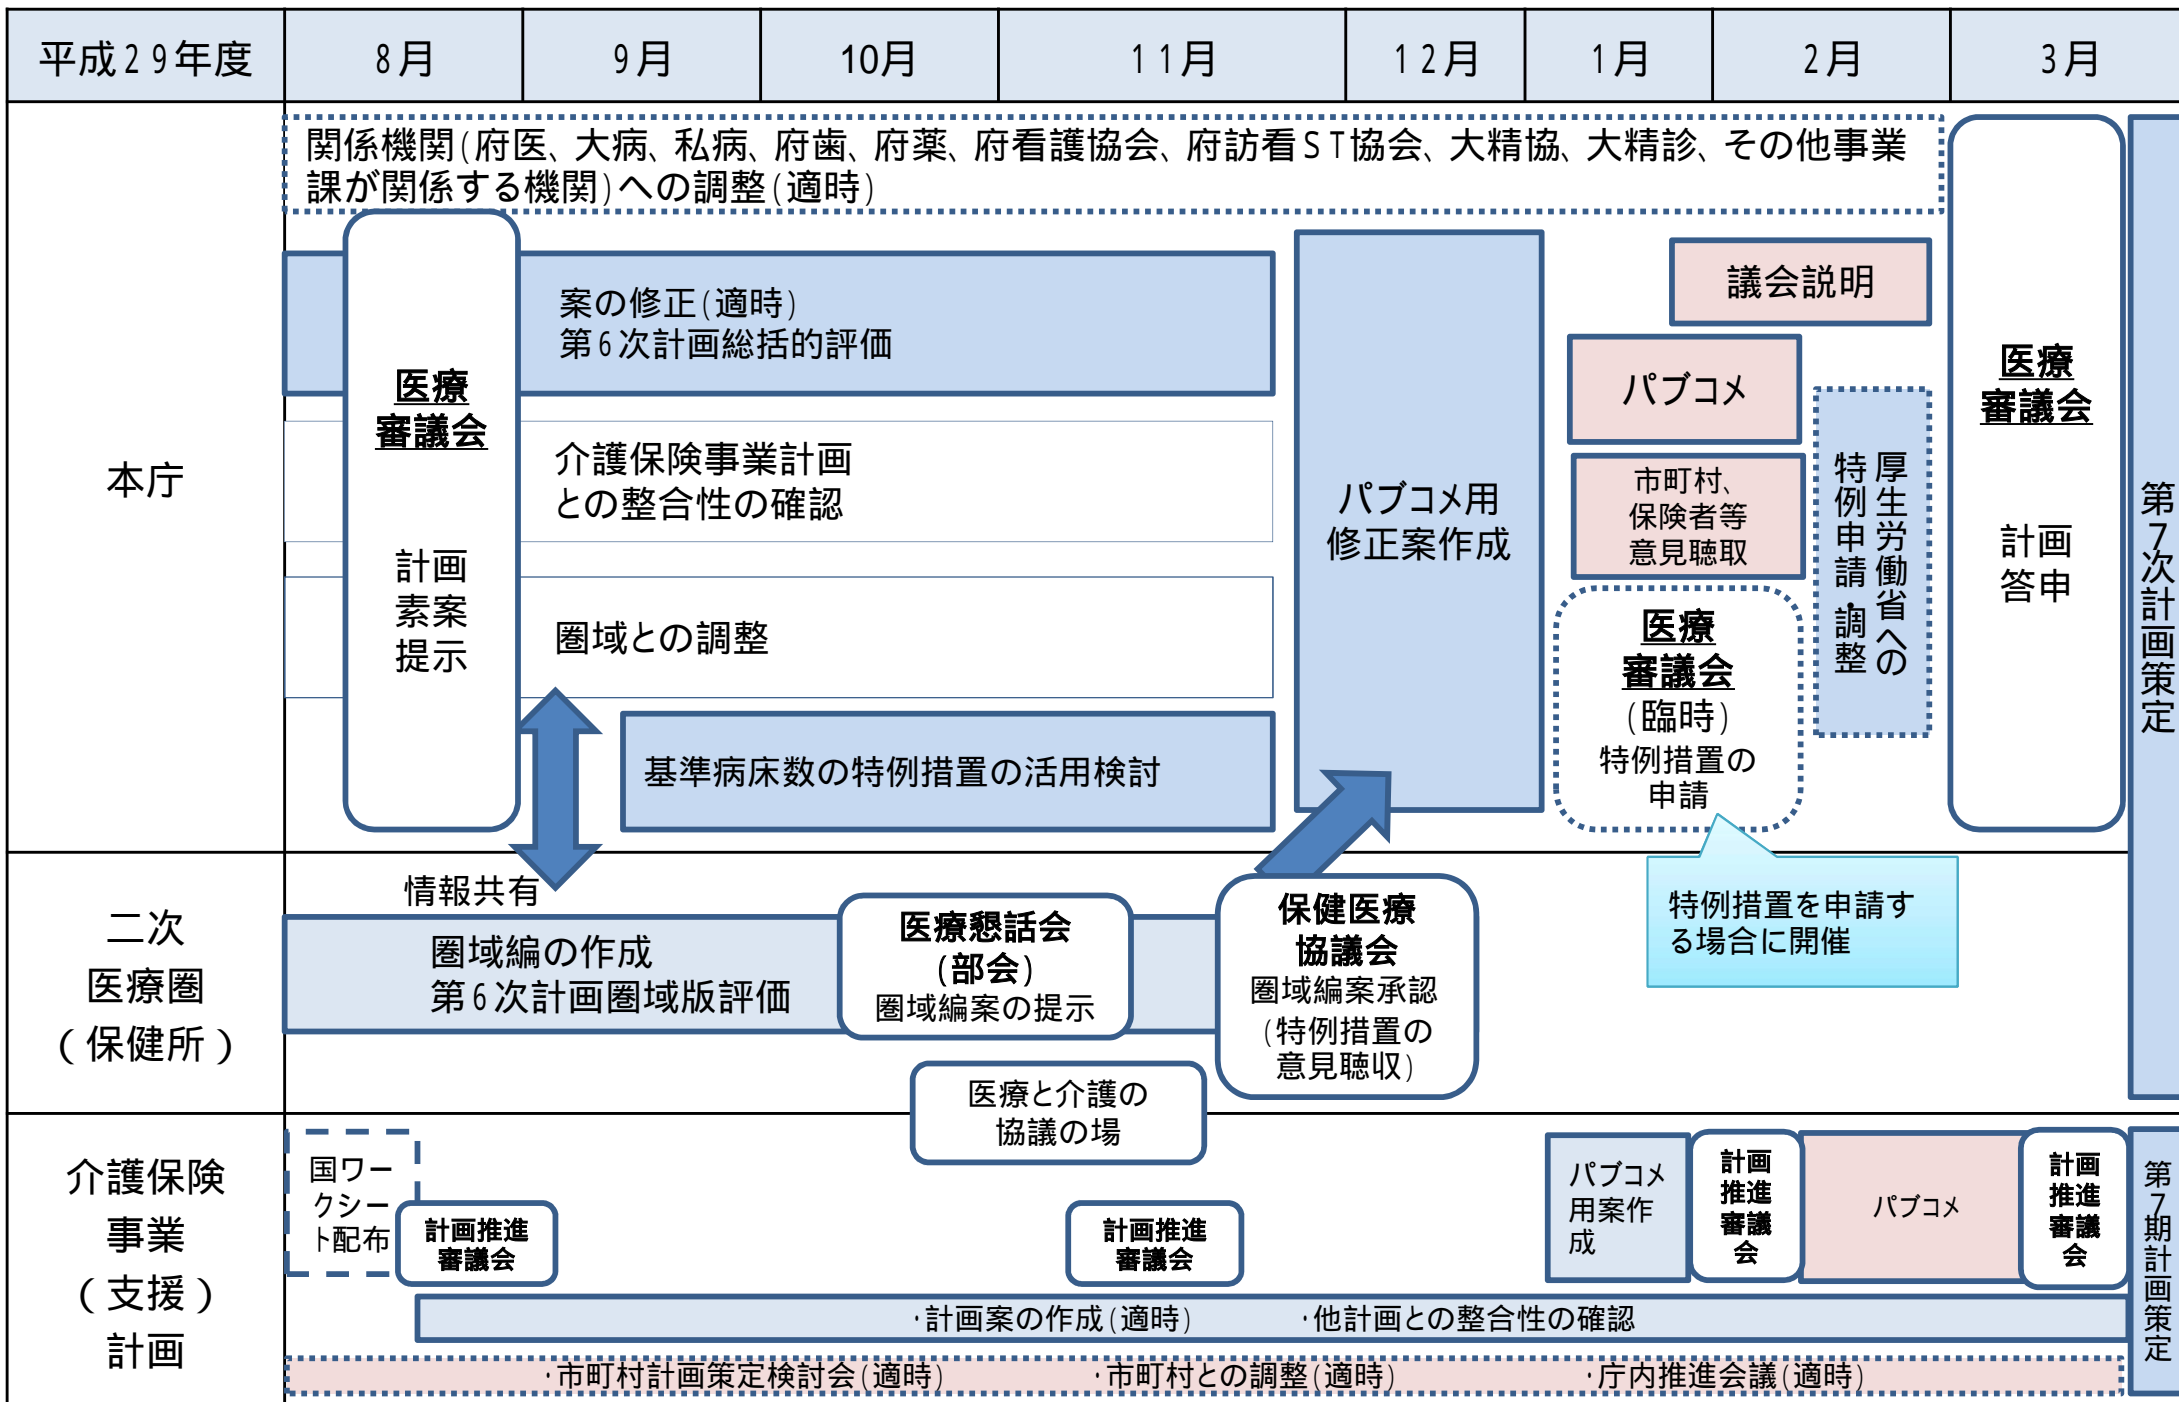 平成29年度
8月
9月
10月
11月
12月
1月
2月
3月
本庁
関係機関(府医、大病、私病、府歯、府薬、府看護協会、府訪看ST協会、大精協、大精診、その他事業
課が関係する機関)への調整(適時)
医療
審議会
計画
素案
提示
案の修正(適時)
第6次計画総括的評価
介護保険事業計画
との整合性の確認
圏域との調整
基準病床数の特例措置の活用検討
パブコメ用
修正案作成
議会説明
パブコメ
市町村、
保険者等
意見聴取
医療
審議会
(臨時)
特例措置の
申請
厚生労働省への
特例申請・調整
医療
審議会
計画
答申
第7次計画策定
特例措置を申請す
る場合に開催
二次
医療圏
(保健所)
情報共有
圏域編の作成
第6次計画圏域版評価
医療懇話会
(部会)
圏域編案の提示
保健医療
協議会
圏域編案承認
(特例措置の
意見聴収)
医療と介護の
協議の場
介護保険
事業
(支援)
計画
国ワー
クシー
ト配布
計画推進
審議会
計画推進
審議会
パブコメ
用案作
成
計画
推進
審議
会
パブコメ
計画
推進
審議
会
第7期計画策定
・計画案の作成(適時) ・他計画との整合性の確認
・市町村計画策定検討会(適時) ・市町村との調整(適時) ・庁内推進会議(適時)